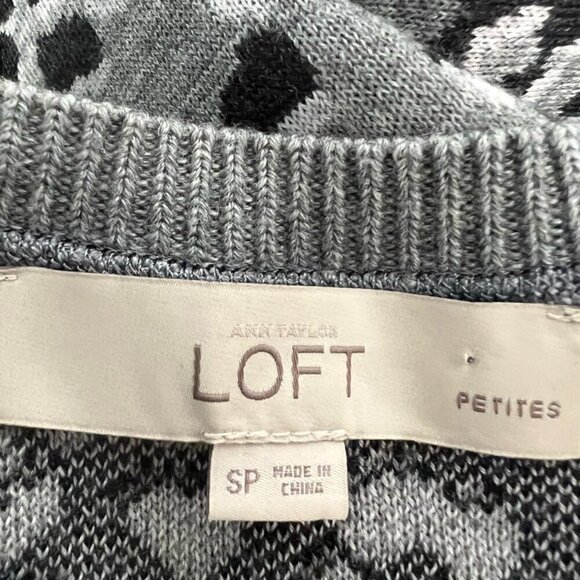 ANN TAYLOR
LOFT
PETITES
SP MADE IN
CHINA